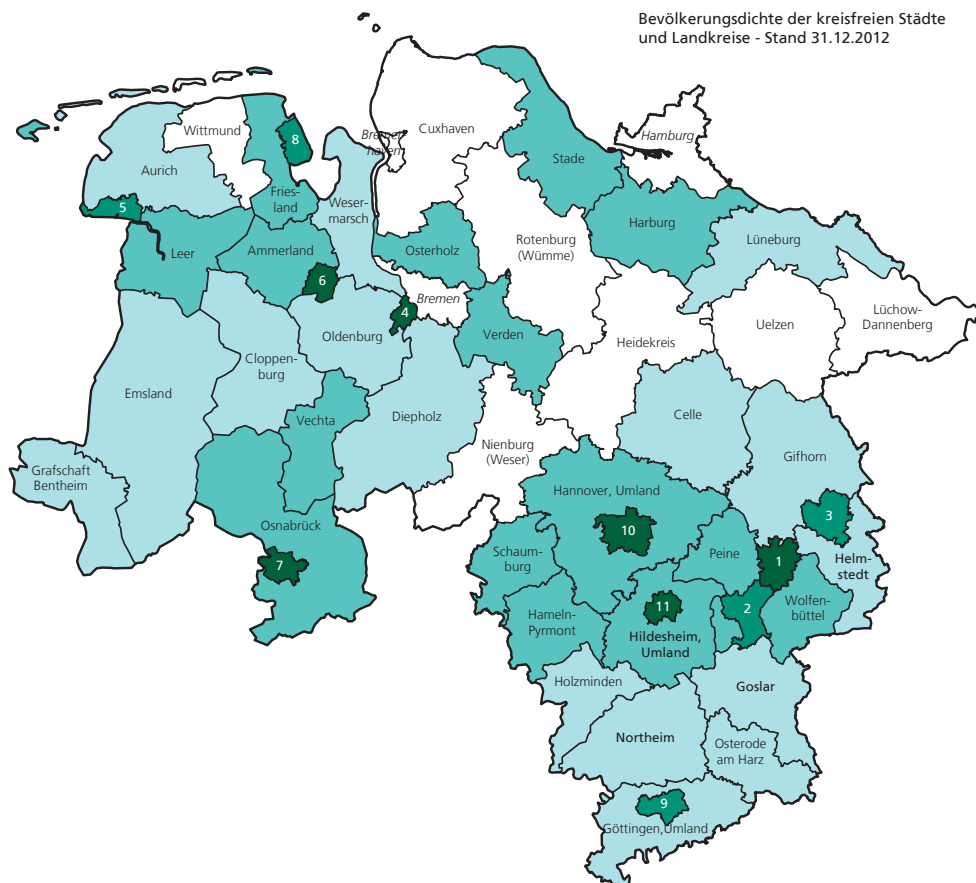 Bevölkerungsdichte der kreisfreien Städte
und Landkreise - Stand 31.12.2012
Hamburg
Cuxhaven
Wittmund
Bremer-
haven
8
Stade
Aurich
Fries-
land
Weser-
marsch
5
Harburg
Lüneburg
Rotenburg
(Wümme)
Leer
Ammerland
Osterholz
6
Bremen
4
Oldenburg
Lüchow-
Dannenberg
Uelzen
Verden
Heidekreis
Cloppen-
burg
Emsland
Vechta
Diepholz
Celle
Nienburg
(Weser)
Gifhorn
Grafschaft
Bentheim
Hannover, Umland
Osnabrück
10
3
Schaum-
burg
Peine
1
Helm-
stedt
7
11
2
Wolfen-
büttel
Hameln-
Pyrmont
Hildesheim,
Umland
Holzminden
Goslar
Northeim
Osterode
am Harz
9
Göttingen,Umland